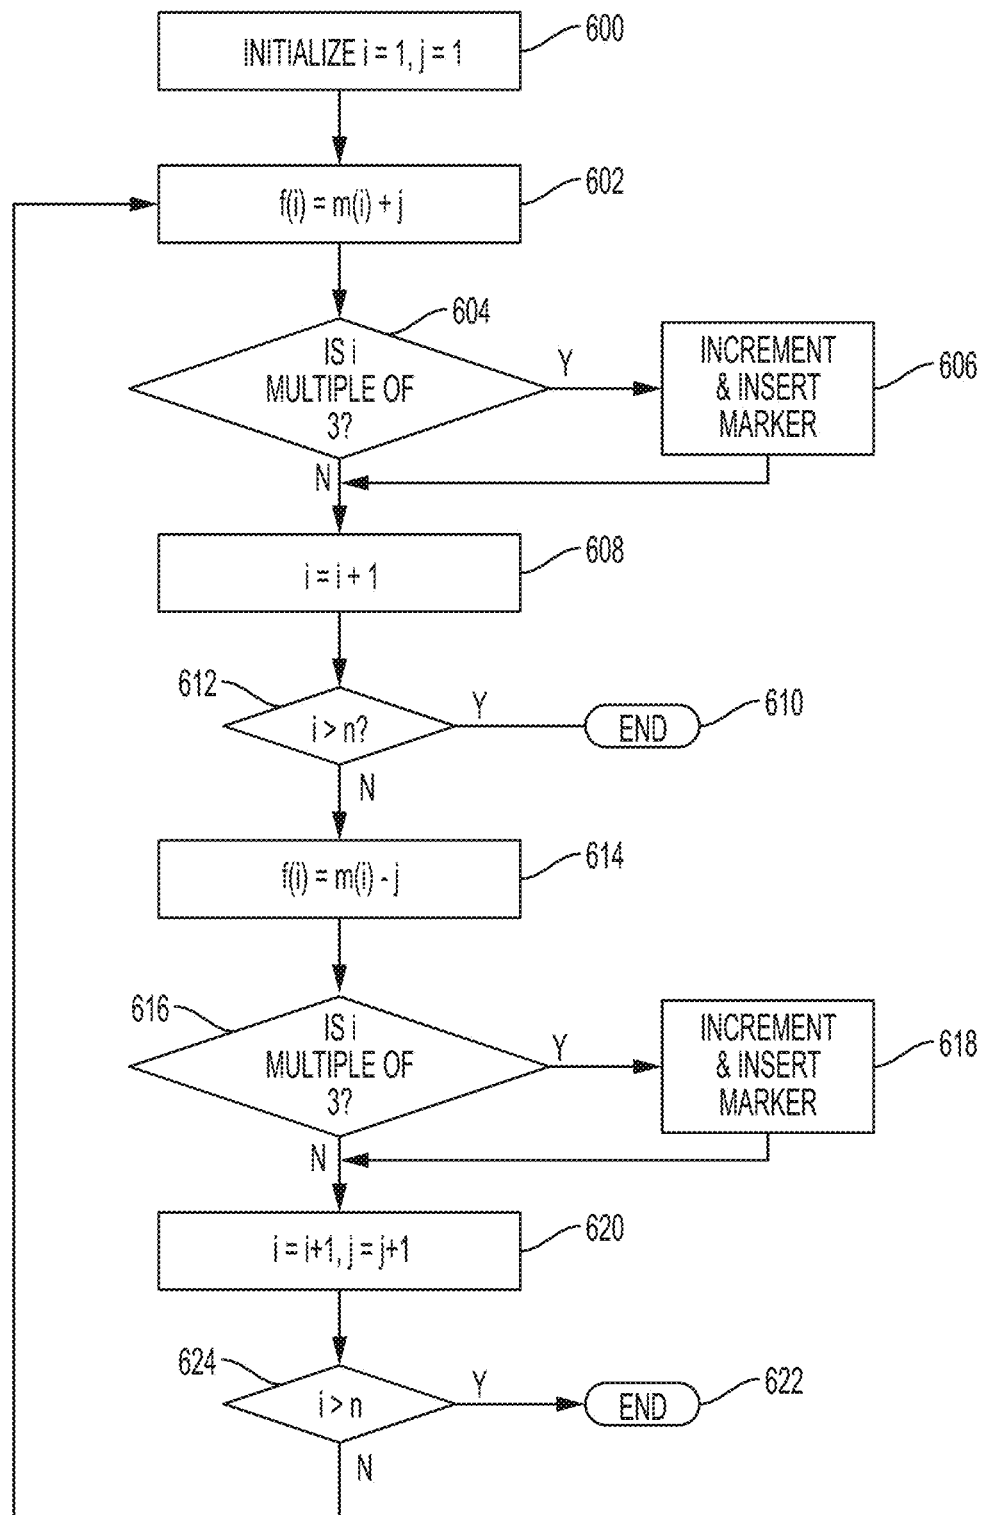 INITIALIZE i = 1, j = 1
600
f(i) = m(i) + j
602
604
IS i
MULTIPLE OF
3?
Y
INCREMENT
& INSERT
MARKER
606
N
i = i + 1
608
612
i > n?
Y
END
610
N
f(i) = m(i) - j
614
616
IS i
MULTIPLE OF
3?
Y
INCREMENT
& INSERT
MARKER
618
N
i = i+1, j = j+1
620
624
i > n
Y
END
622
N